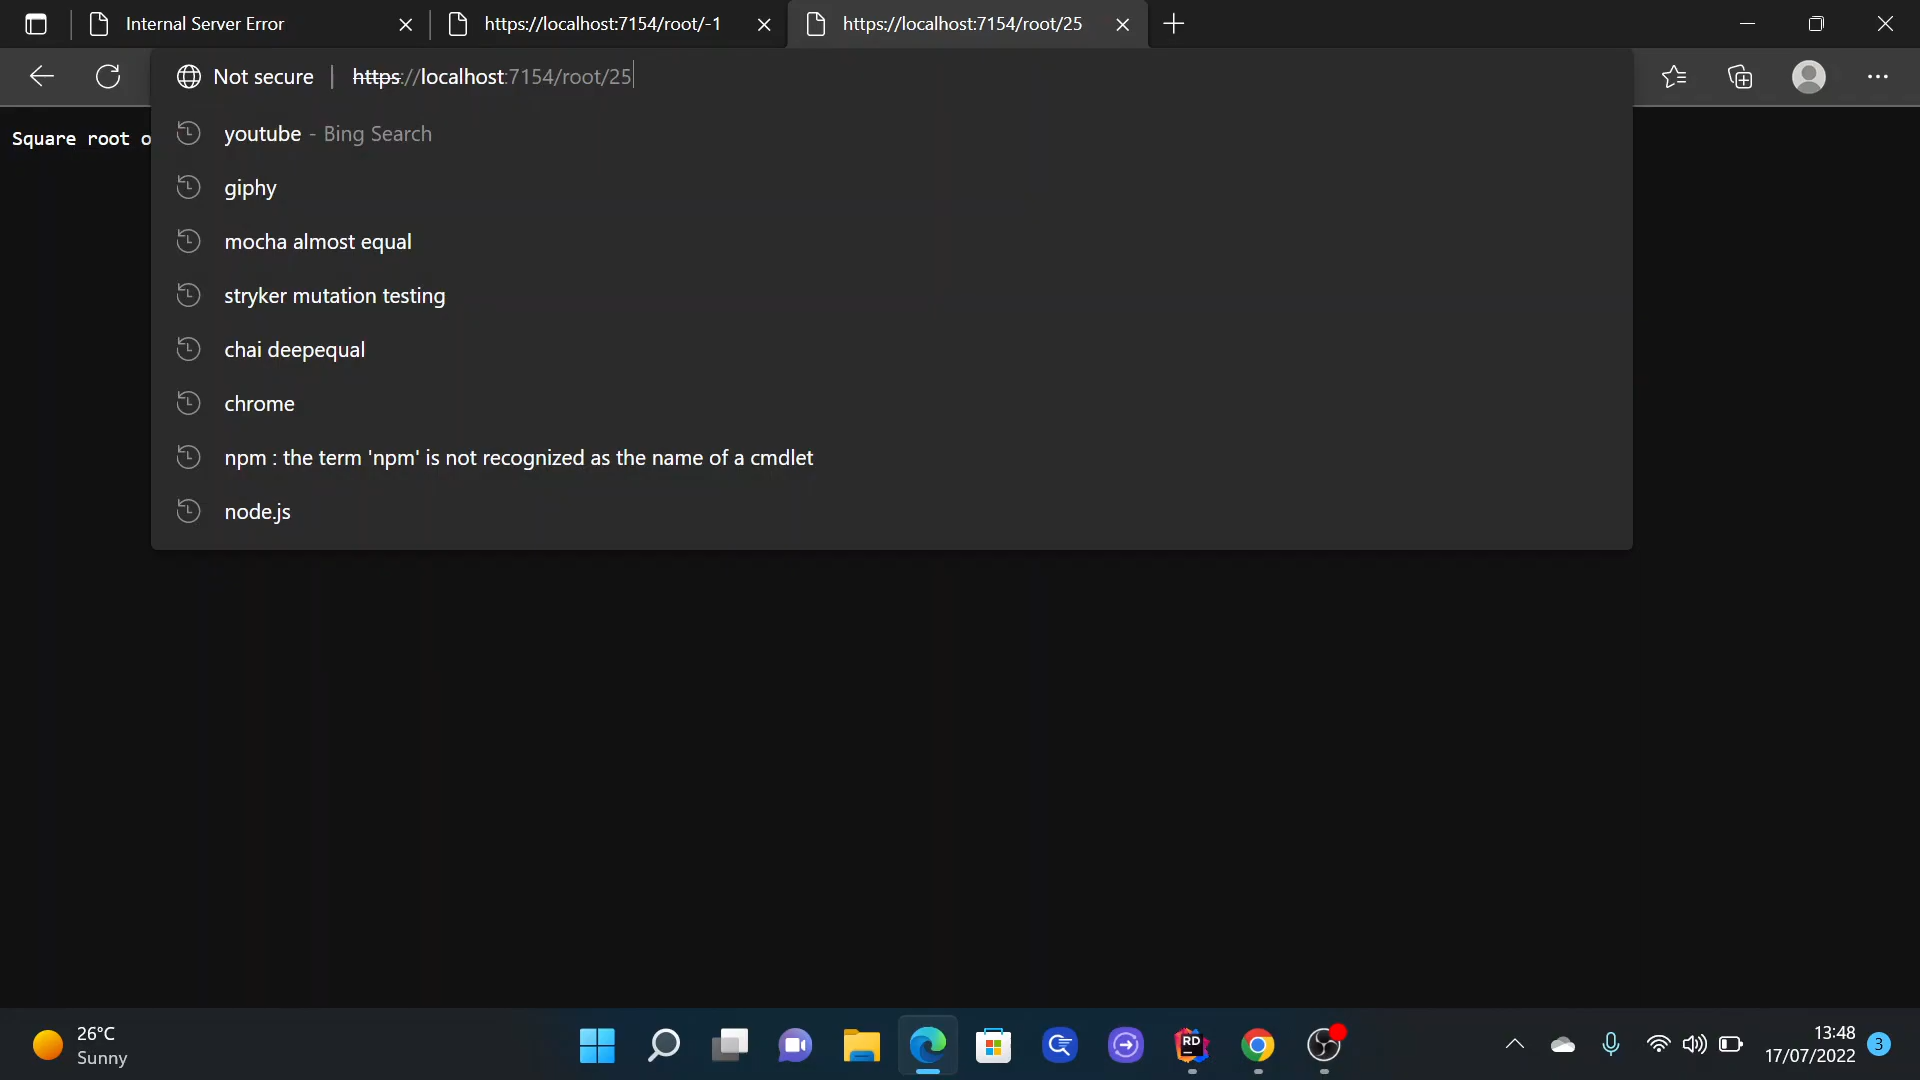 Internal Server Error
https://localhost:7154/root/-1
https://localhost:7154/root/25
Not secure | https://localhost:7154/root/25
Square root o
youtube - Bing Search
giphy
mocha almost equal
stryker mutation testing
chai deepequal
chrome
npm : the term 'npm' is not recognized as the name of a cmdlet
node.js
26°C
Sunny
RD
13:48
17/07/2022
3